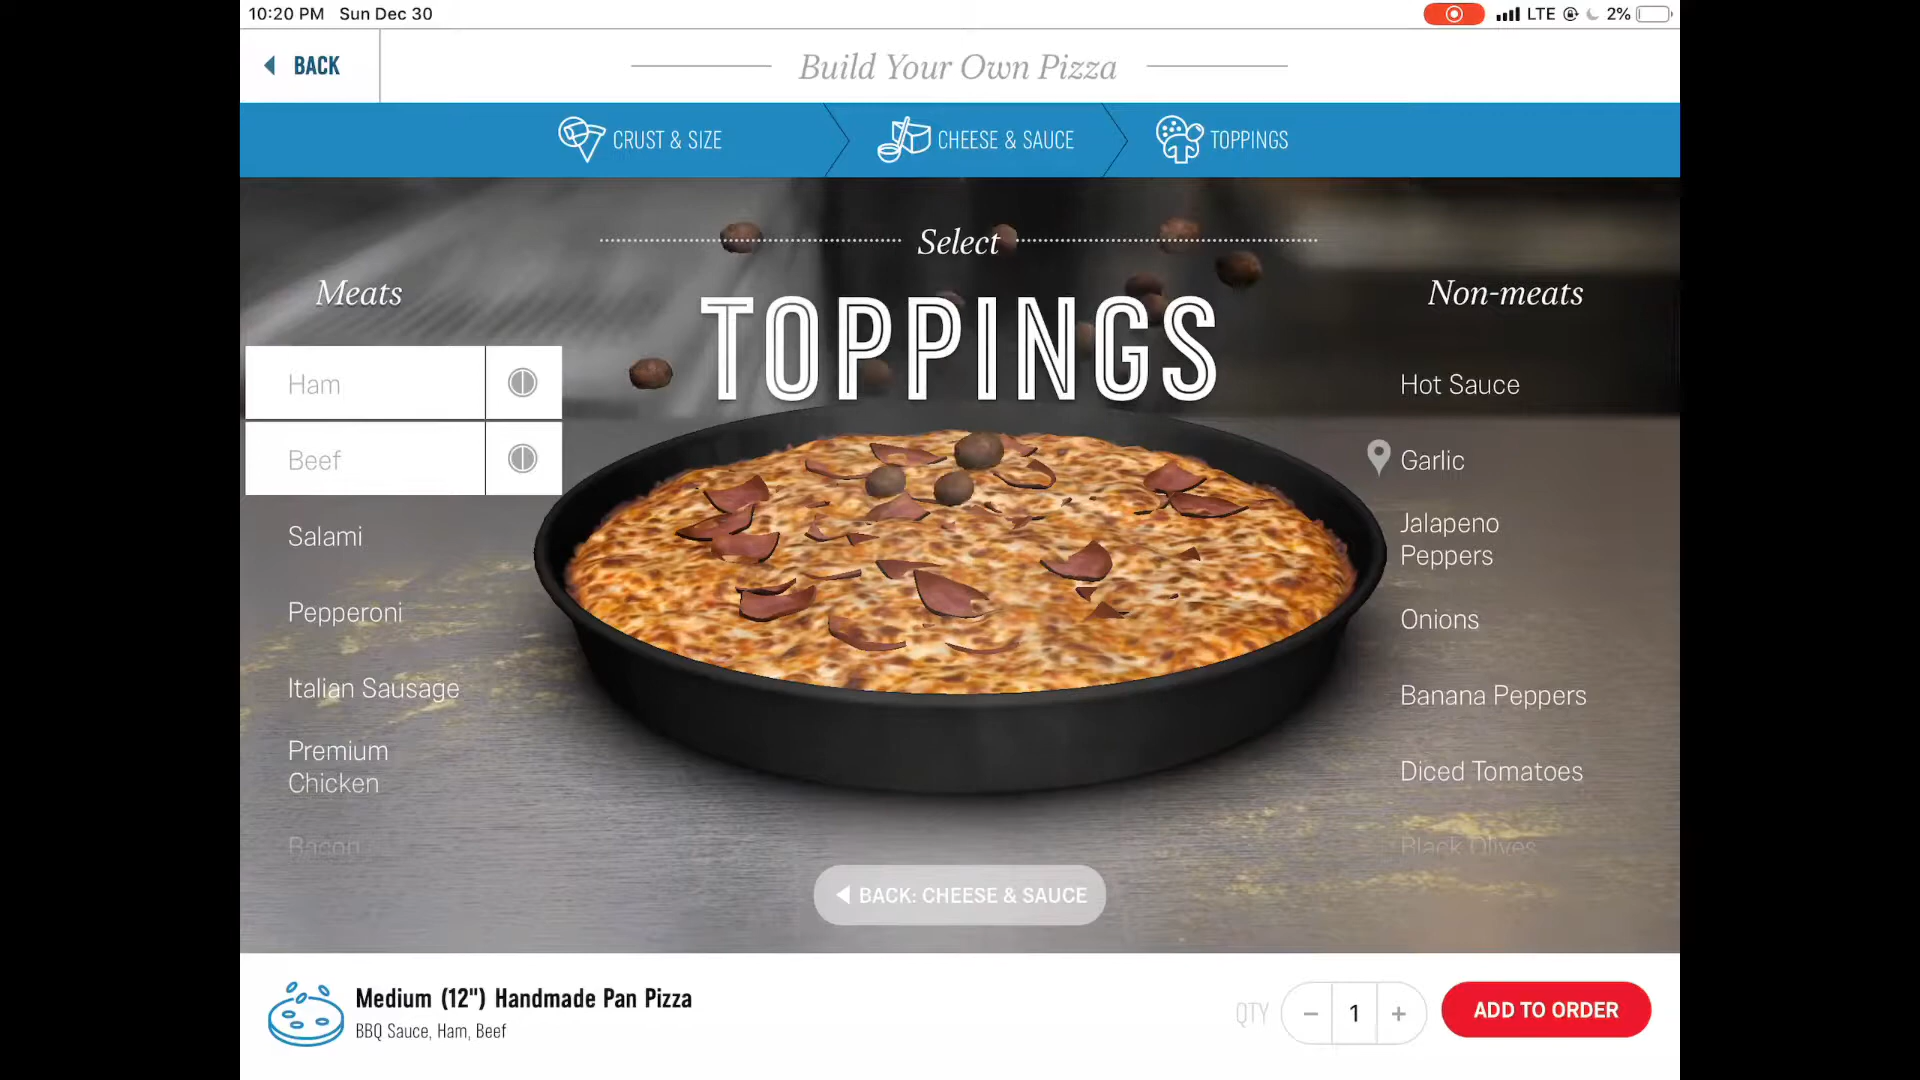 10:20 PM Sun Dec 30
LTE 2%
BACK
Build Your Own Pizza
CRUST & SIZE
CHEESE & SAUCE
TOPPINGS
Select
TOPPINGS
Meats
Ham
Beef
Salami
Pepperoni
Italian Sausage
Premium
Chicken
Bacon
Non-meats
Hot Sauce
Garlic
Jalapeno
Peppers
Onions
Banana Peppers
Diced Tomatoes
Black Olives
BACK: CHEESE & SAUCE
Medium (12") Handmade Pan Pizza
BBQ Sauce, Ham, Beef
QTY
− 1 +
ADD TO ORDER